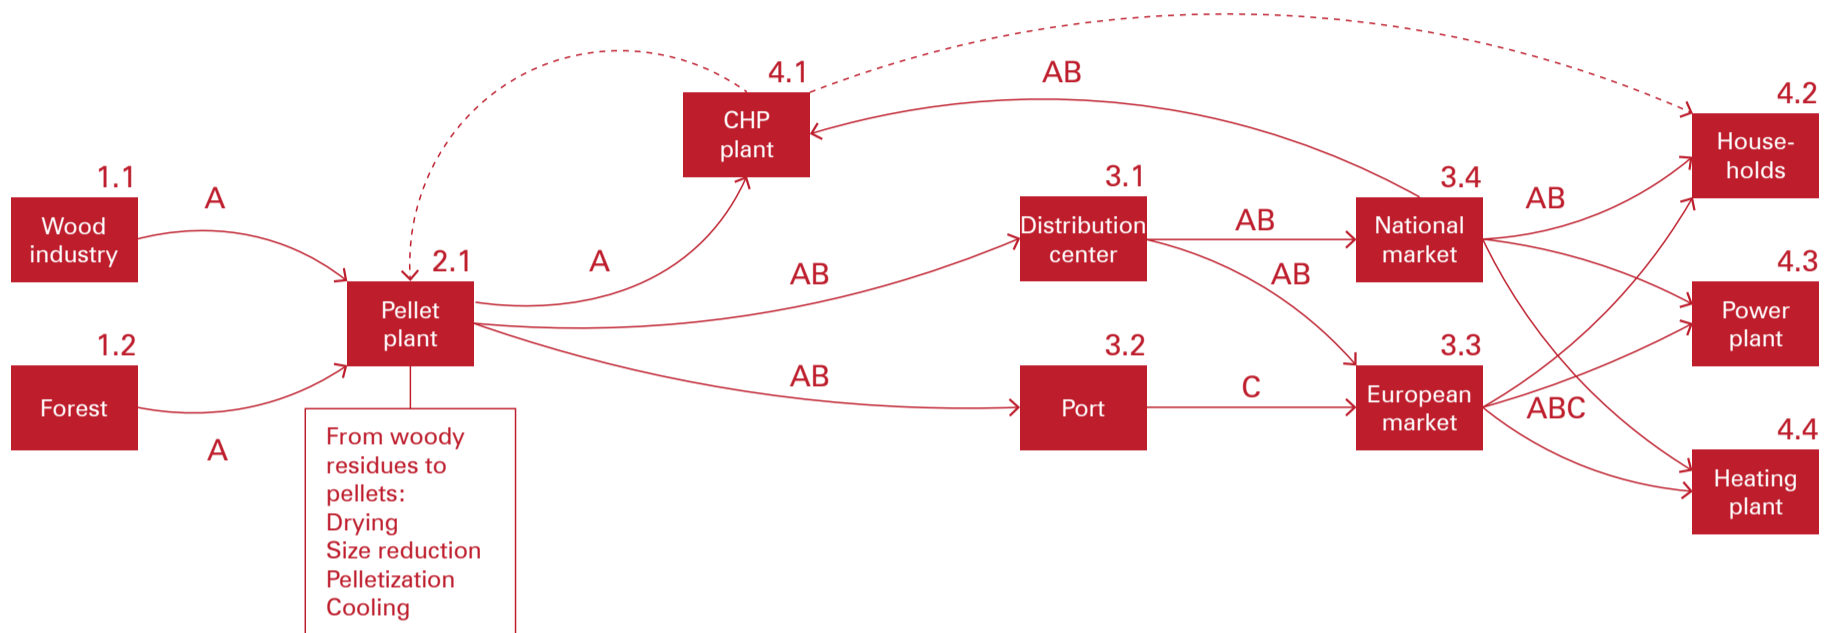 4.1
CHP
plant
AB
4.2
House-
holds
1.1
Wood
industry
A
3.1
Distribution
center
AB
3.4
National
market
AB
2.1
Pellet
plant
A
AB
AB
4.3
Power
plant
1.2
Forest
A
AB
3.2
Port
C
3.3
European
market
ABC
4.4
Heating
plant
From woody
residues to
pellets:
Drying
Size reduction
Pelletization
Cooling